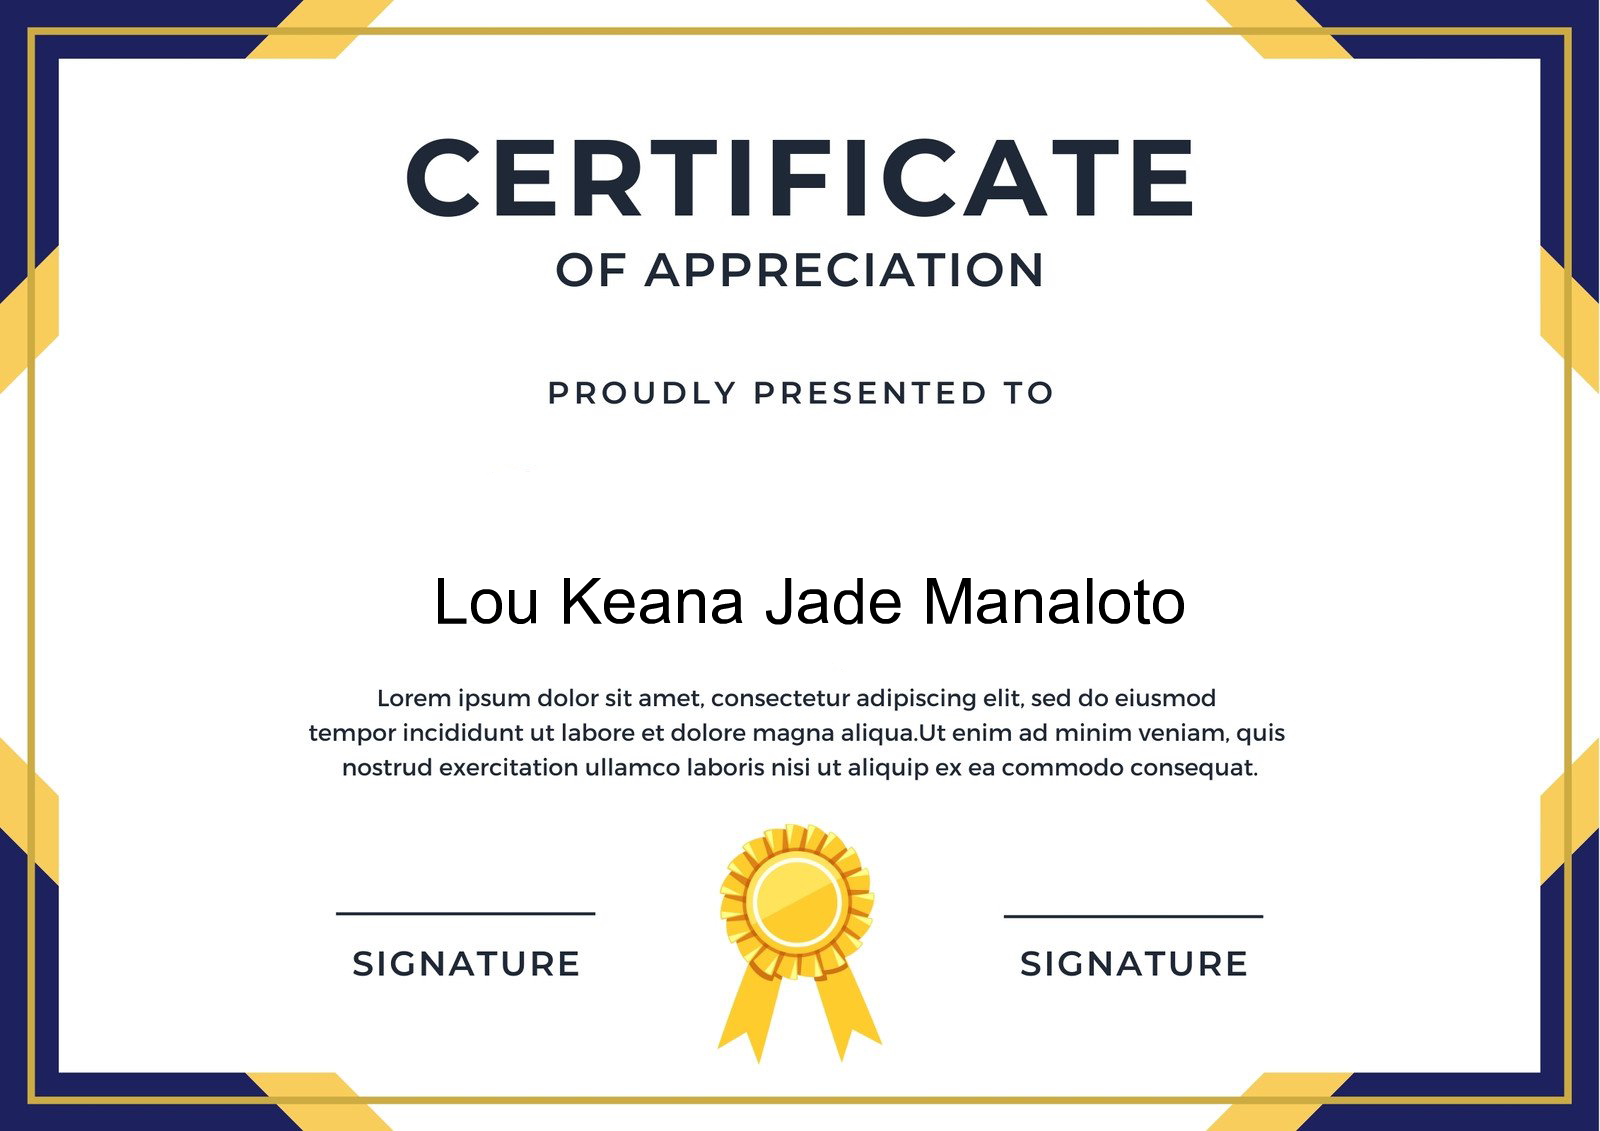 CERTIFICATE
OF APPRECIATION
PROUDLY PRESENTED TO
Lou Keana Jade Manaloto
Lorem ipsum dolor sit amet, consectetur adipiscing elit, sed do eiusmod
tempor incididunt ut labore et dolore magna aliqua.Ut enim ad minim veniam, quis
nostrud exercitation ullamco laboris nisi ut aliquip ex ea commodo consequat.
SIGNATURE
SIGNATURE